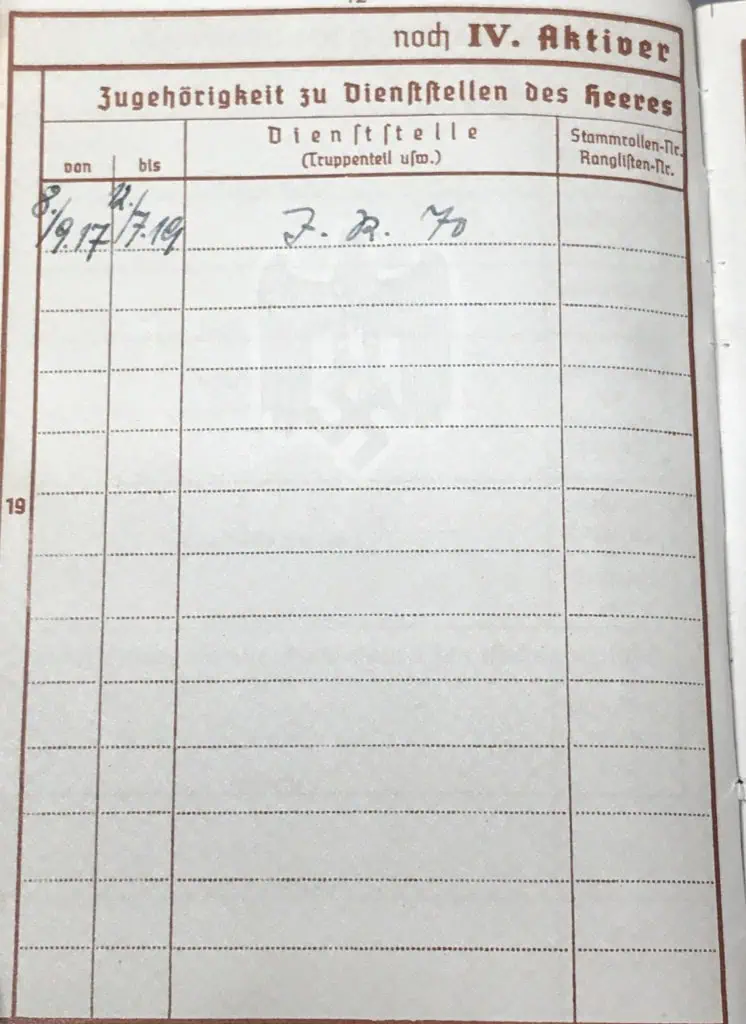 noch IV. Aktiver
Zugehörigkeit zu Dienststellen des Heeres
von bis
Dienststelle
(Truppenteil usw.)
Stammrollen-Nr.
Ranglisten-Nr.
8./9.17 12./7.19 J. R. 70
19